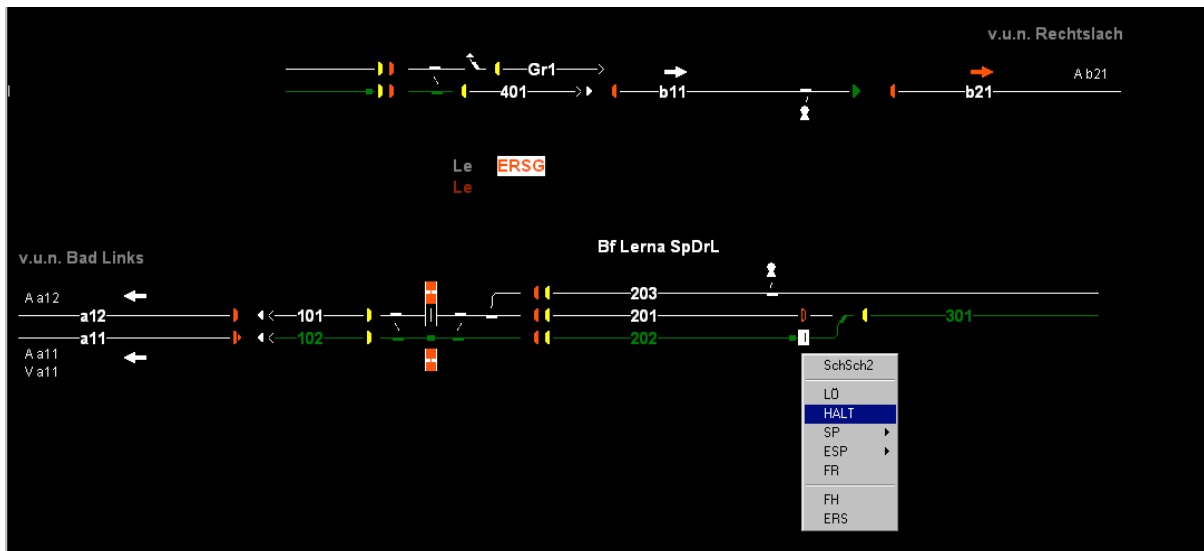 v.u.n. Rechtslach
Gr1
A b21
401
b11
b21
Le ERSG
Le
Bf Lerna SpDrL
v.u.n. Bad Links
203
A a12
a12
101
201
301
a11
102
202
A a11
V a11
SchSch2
LÖ
HALT
SP
ESP
FR
FH
ERS